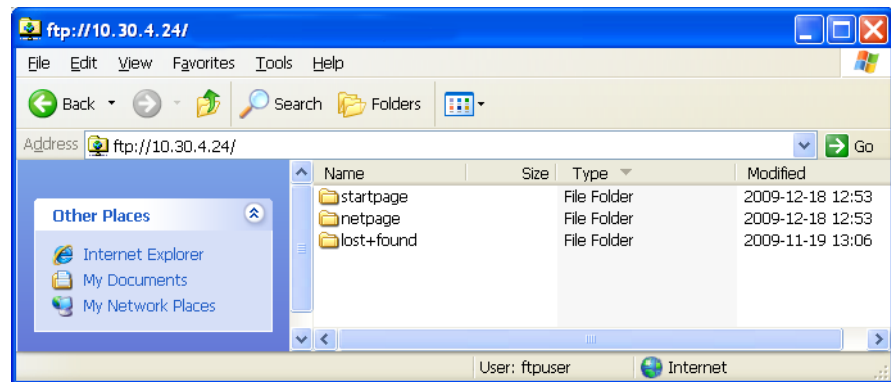 ftp://10.30.4.24/
File Edit View Favorites Tools Help
Back Search Folders
Address ftp://10.30.4.24/ Go
Name Size Type Modified
startpage File Folder 2009-12-18 12:53
netpage File Folder 2009-12-18 12:53
lost+found File Folder 2009-11-19 13:06
Other Places
Internet Explorer
My Documents
My Network Places
User: ftpuser Internet